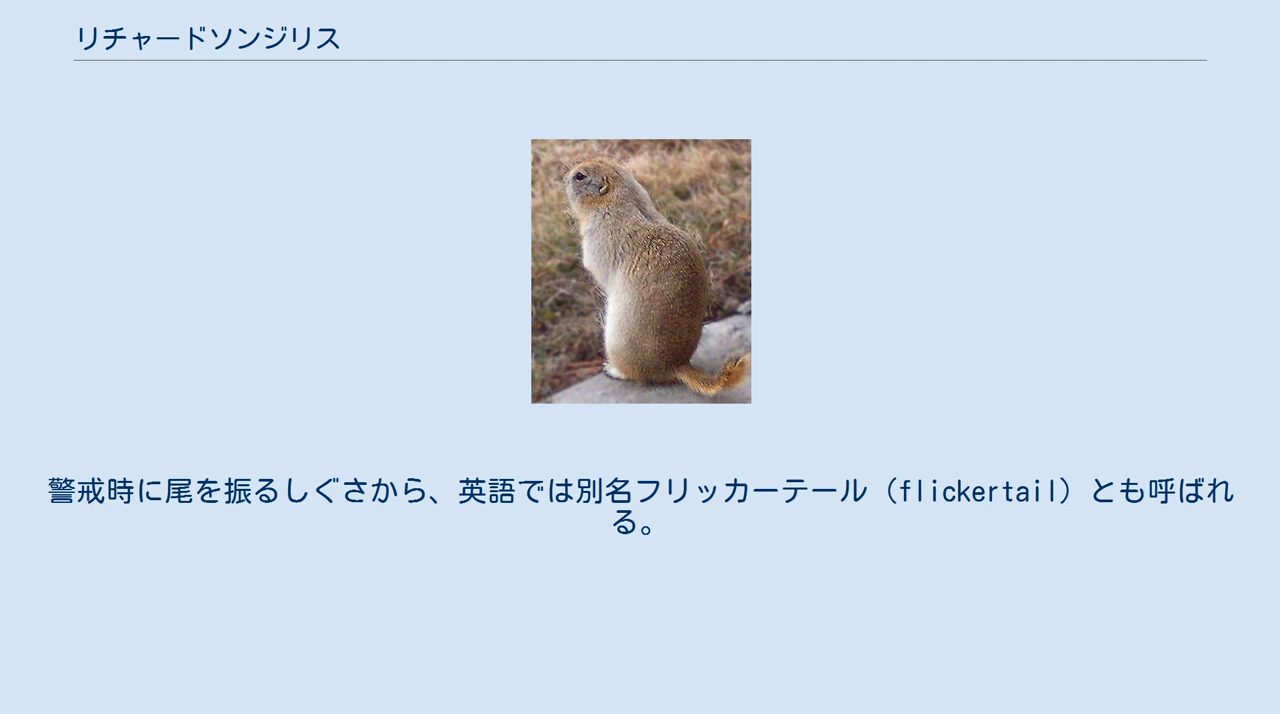 リチャードソンジリス
警戒時に尾を振るしぐさから、英語では別名フリッカーテール（flickertail）とも呼ばれ
る。